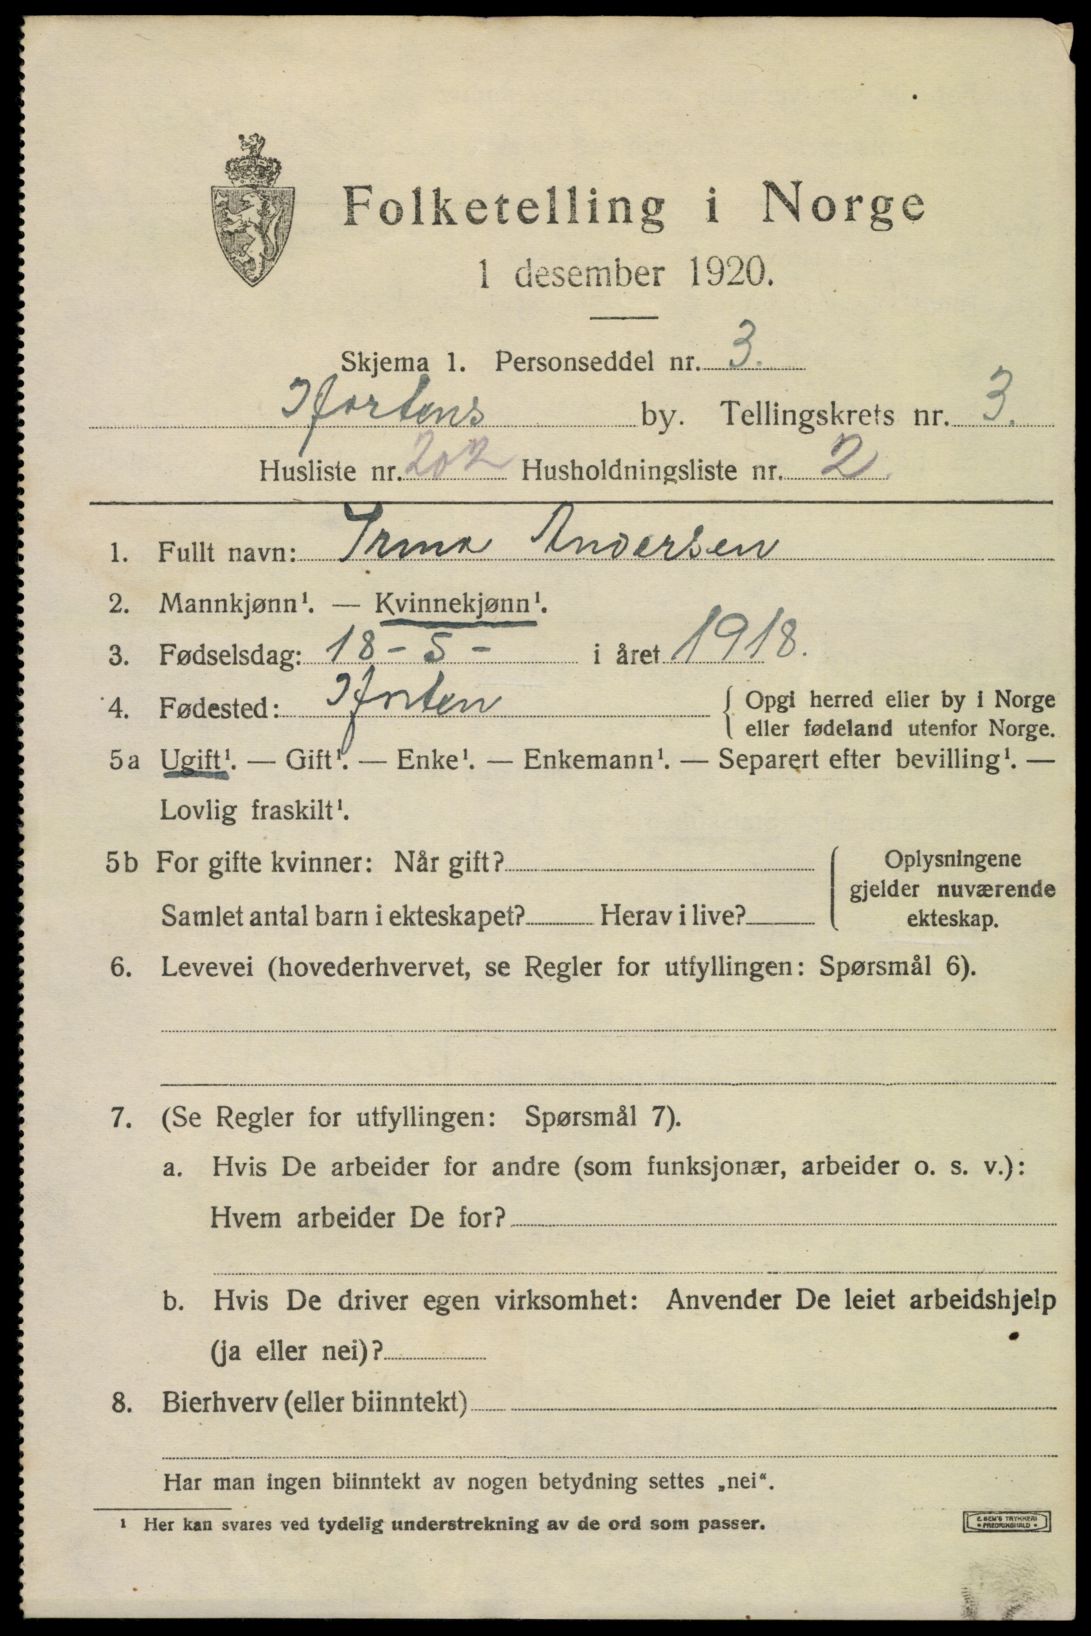 Folketelling i Norge
1 desember 1920.
Skjema 1. Personseddel nr. 3.
Hortens by. Tellingskrets nr. 3.
Husliste nr. 202 Husholdningsliste nr. 2.
1. Fullt navn: Irma Andersen
2. Mannkjønn¹. — Kvinnekjønn¹.
3. Fødselsdag: 18 - 5 - i året 1918.
4. Fødested: Horten { Opgi herred eller by i Norge
eller fødeland utenfor Norge.
5a Ugift¹. — Gift¹. — Enke¹. — Enkemann¹. — Separert efter bevilling¹. —
Lovlig fraskilt¹.
5b For gifte kvinner: Når gift? { Oplysningene
gjelder nuværende
Samlet antal barn i ekteskapet? Herav i live? ekteskap.
6. Levevei (hovederhvervet, se Regler for utfyllingen: Spørsmål 6).
7. (Se Regler for utfyllingen: Spørsmål 7).
a. Hvis De arbeider for andre (som funksjonær, arbeider o. s. v.):
Hvem arbeider De for?
b. Hvis De driver egen virksomhet: Anvender De leiet arbeidshjelp
(ja eller nei)?
8. Bierhverv (eller biinntekt)
Har man ingen biinntekt av nogen betydning settes „nei“.
¹ Her kan svares ved tydelig understrekning av de ord som passer.
TRYKKERI
FREDRIKSHALD